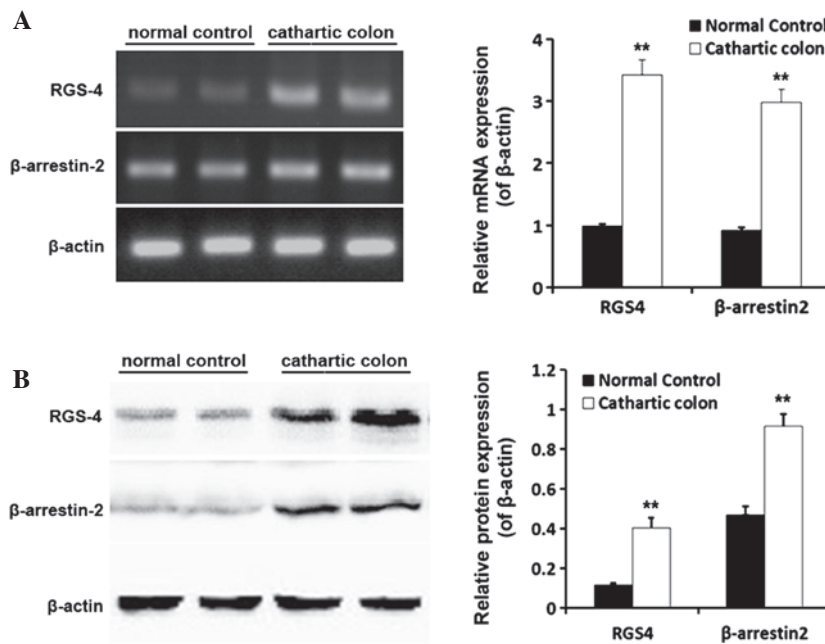 A
normal control cathartic colon
RGS-4
β-arrestin-2
β-actin
Relative mRNA expression
(of β-actin)
4
3
2
1
0
Normal Control
Cathartic colon
**
**
RGS4 β-arrestin2
B
normal control cathartic colon
RGS-4
β-arrestin-2
β-actin
Relative protein expression
(of β-actin)
1.2
1
0.8
0.6
0.4
0.2
0
Normal Control
Cathartic colon
**
**
RGS4 β-arrestin2